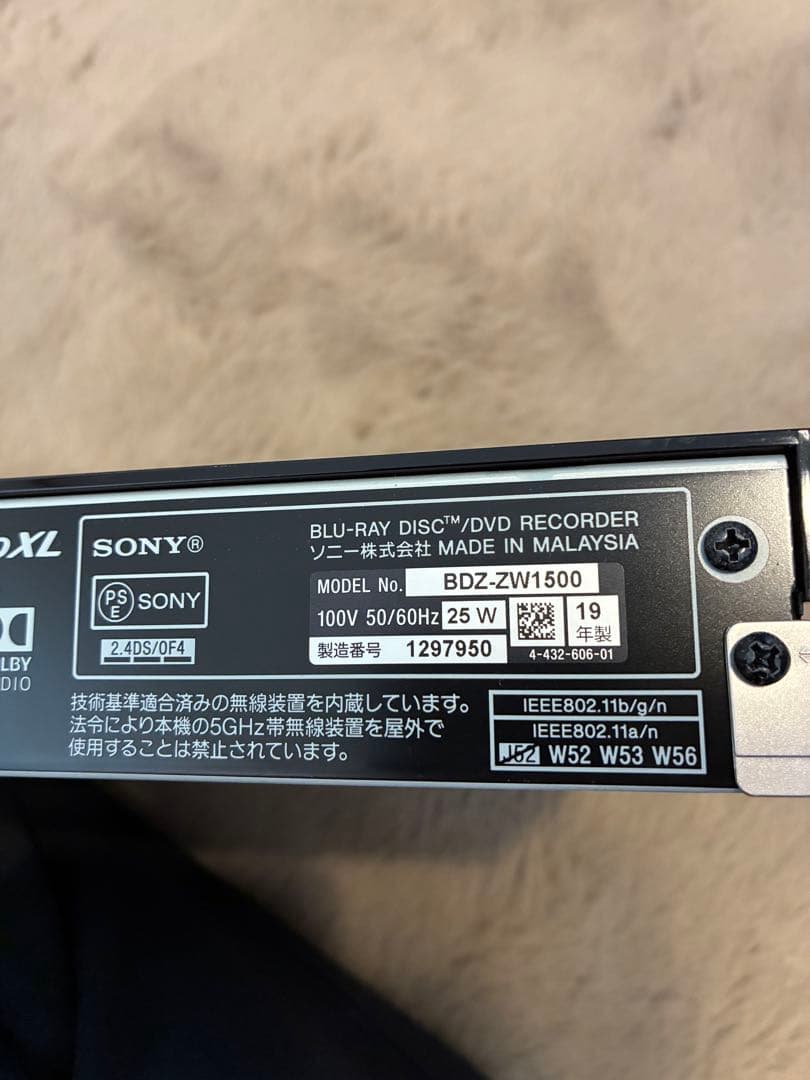 XL
SONY®
BLU-RAY DISC™/DVD RECORDER
ソニー株式会社 MADE IN MALAYSIA
PS
E
SONY
MODEL No. BDZ-ZW1500
100V 50/60Hz 25 W
19
年製
2.4DS/OF4
製造番号 1297950
4-432-606-01
LBY
DIO
技術基準適合済みの無線装置を内蔵しています。
法令により本機の5GHz帯無線装置を屋外で
使用することは禁止されています。
IEEE802.11b/g/n
IEEE802.11a/n
J52 W52 W53 W56